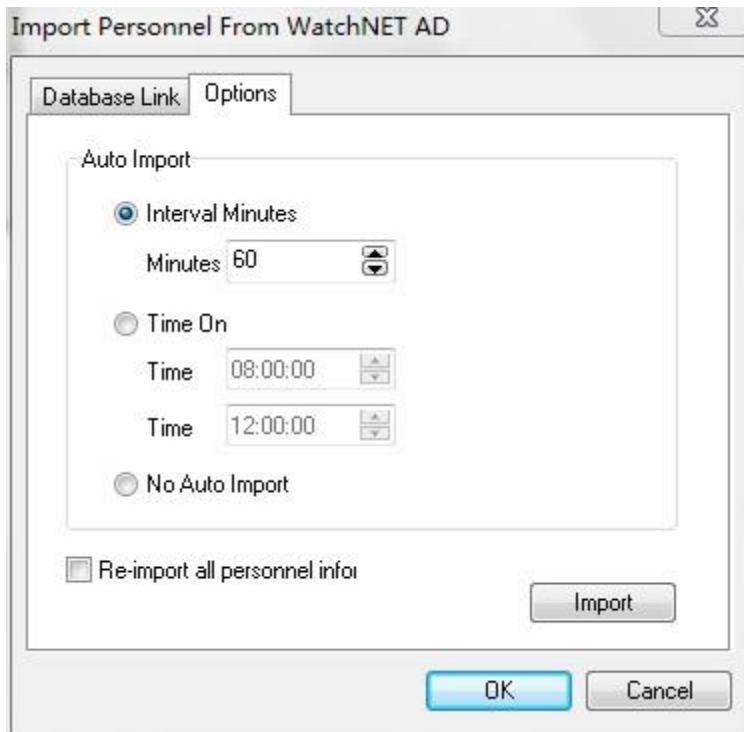 Import Personnel From WatchNET AD
Database Link Options
Auto Import
Interval Minutes
Minutes 60
Time On
Time 08:00:00
Time 12:00:00
No Auto Import
Re-import all personnel infor
Import
OK Cancel